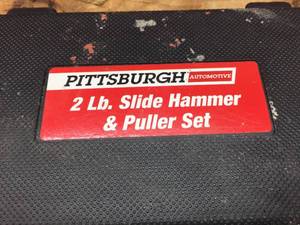 PITTSBURGH AUTOMOTIVE
2 Lb. Slide Hammer
& Puller Set